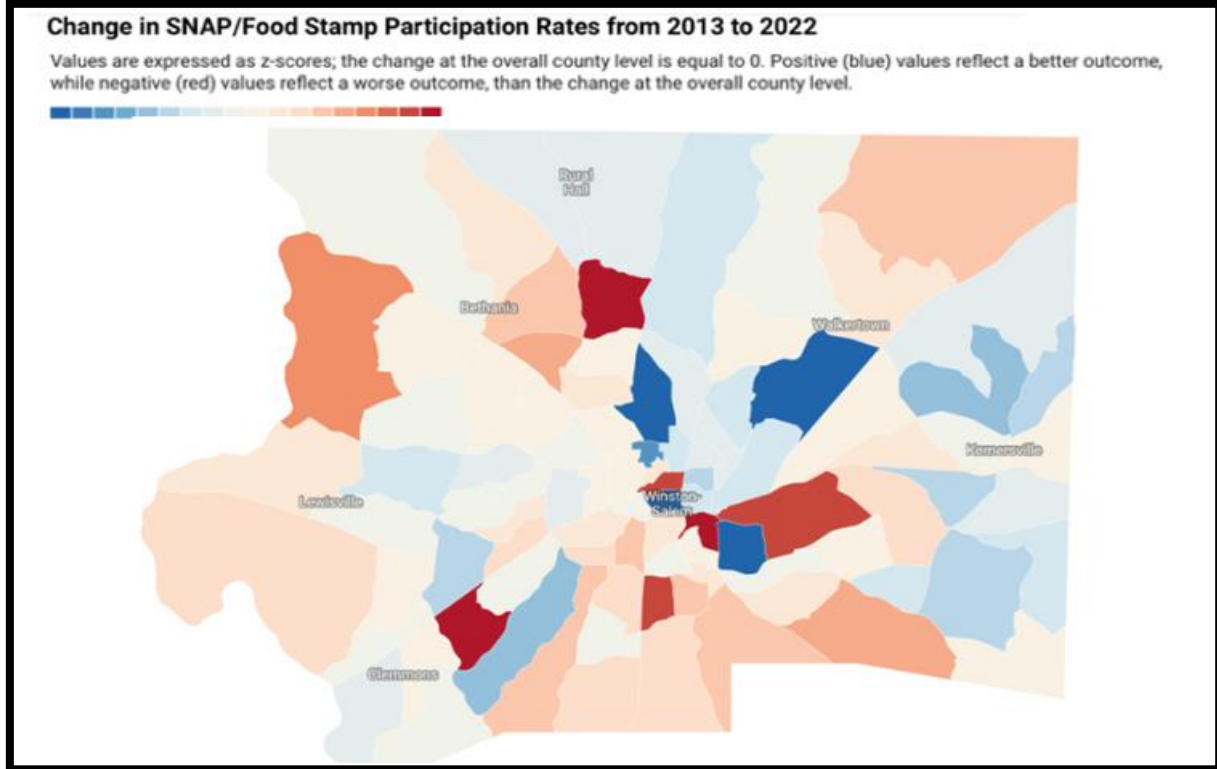 Change in SNAP/Food Stamp Participation Rates from 2013 to 2022
Values are expressed as z-scores; the change at the overall county level is equal to 0. Positive (blue) values reflect a better outcome,
while negative (red) values reflect a worse outcome, than the change at the overall county level.
Rural
Hall
Bethania
Walkertown
Kernersville
Lewisville
Winston-
Salem
Clemmons